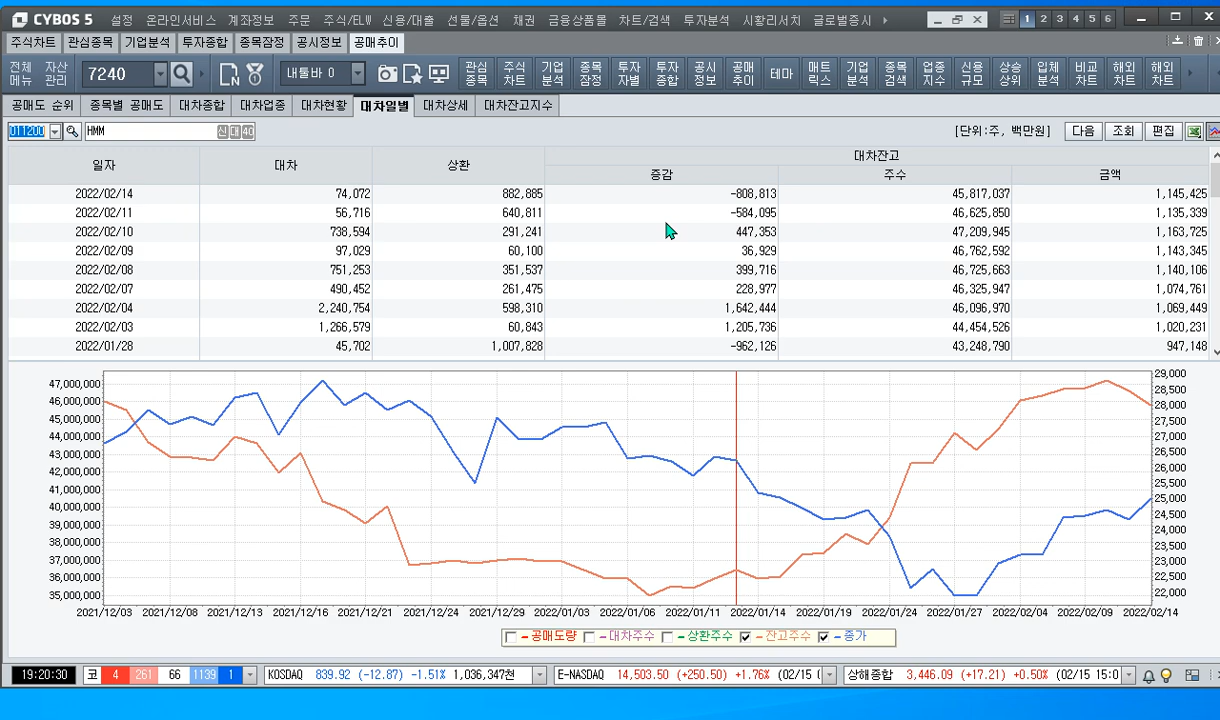 CYBOS 5 설정 온라인서비스 계좌정보 주문 주식/ELW 신용/대출 선물/옵션 채권 금융상품몰 차트/검색 투자분석 시황리서치 글로벌증시 1 2 3 4 5 6
주식차트 관심종목 기업분석 투자종합 종목잠정 공시정보 공매추이
전체메뉴 자산관리 7240 내툴바 0 관심종목 주식차트 기업분석 종목잠정 투자자별 투자종합 공시정보 공매추이 테마 매트릭스 기업분석 종목검색 업종지수 신용규모 상승상위 입체분석 비교차트 해외차트 해외차트
공매도 순위 종목별 공매도 대차종합 대차업종 대차현황 대차일별 대차상세 대차잔고지수
011200 HMM 신 대 40 [단위:주, 백만원] 다음 조회 편집
일자 대차 상환 대차잔고
증감 주수 금액
2022/02/14 74,072 882,885 -808,813 45,817,037 1,145,425
2022/02/11 56,716 640,811 -584,095 46,625,850 1,135,339
2022/02/10 738,594 291,241 447,353 47,209,945 1,163,725
2022/02/09 97,029 60,100 36,929 46,762,592 1,143,345
2022/02/08 751,253 351,537 399,716 46,725,663 1,140,106
2022/02/07 490,452 261,475 228,977 46,325,947 1,074,761
2022/02/04 2,240,754 598,310 1,642,444 46,096,970 1,069,449
2022/02/03 1,266,579 60,843 1,205,736 44,454,526 1,020,231
2022/01/28 45,702 1,007,828 -962,126 43,248,790 947,148
47,000,000
46,000,000
45,000,000
44,000,000
43,000,000
42,000,000
41,000,000
40,000,000
39,000,000
38,000,000
37,000,000
36,000,000
35,000,000
29,000
28,500
28,000
27,500
27,000
26,500
26,000
25,500
25,000
24,500
24,000
23,500
23,000
22,500
22,000
2021/12/03 2021/12/08 2021/12/13 2021/12/16 2021/12/21 2021/12/24 2021/12/29 2022/01/03 2022/01/06 2022/01/11 2022/01/14 2022/01/19 2022/01/24 2022/01/27 2022/02/04 2022/02/09 2022/02/14
공매도량 대차주수 상환주수 잔고주수 종가
19:20:30 코 4 261 66 1139 1 KOSDAQ 839.92 (-12.87) -1.51% 1,036,347천 E-NASDAQ 14,503.50 (+250.50) +1.76% (02/15 상해종합 3,446.09 (+17.21) +0.50% (02/15 15:0